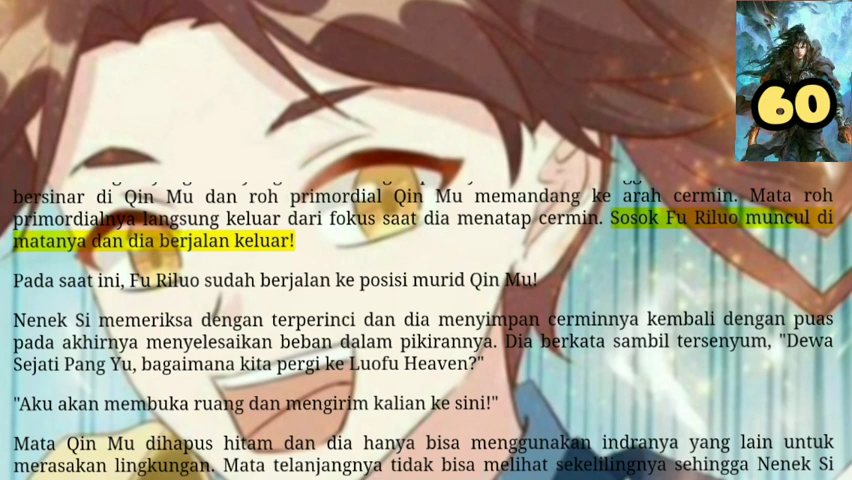 60
bersinar di Qin Mu dan roh primordial Qin Mu memandang ke arah cermin. Mata roh
primordialnya langsung keluar dari fokus saat dia menatap cermin. Sosok Fu Riluo muncul di
matanya dan dia berjalan keluar!
Pada saat ini, Fu Riluo sudah berjalan ke posisi murid Qin Mu!
Nenek Si memeriksa dengan terperinci dan dia menyimpan cerminnya kembali dengan puas
pada akhirnya menyelesaikan beban dalam pikirannya. Dia berkata sambil tersenyum, "Dewa
Sejati Pang Yu, bagaimana kita pergi ke Luofu Heaven?"
"Aku akan membuka ruang dan mengirim kalian ke sini!"
Mata Qin Mu dihapus hitam dan dia hanya bisa menggunakan indranya yang lain untuk
merasakan lingkungan. Mata telanjangnya tidak bisa melihat sekelilingnya sehingga Nenek Si